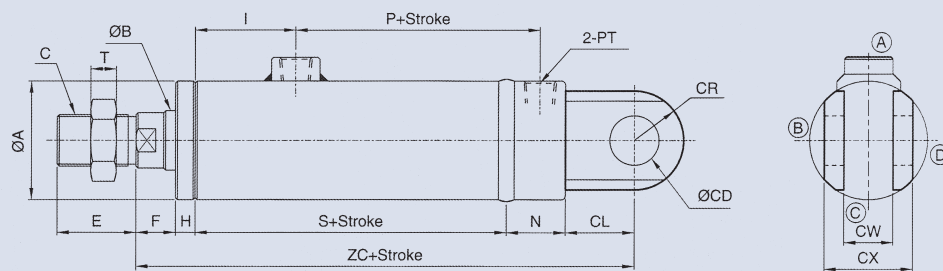 I
P+Stroke
2-PT
ØB
C
T
CR
A
ØA
B
D
ØCD
C
E
F
H
S+Stroke
N
CL
CW
ZC+Stroke
CX